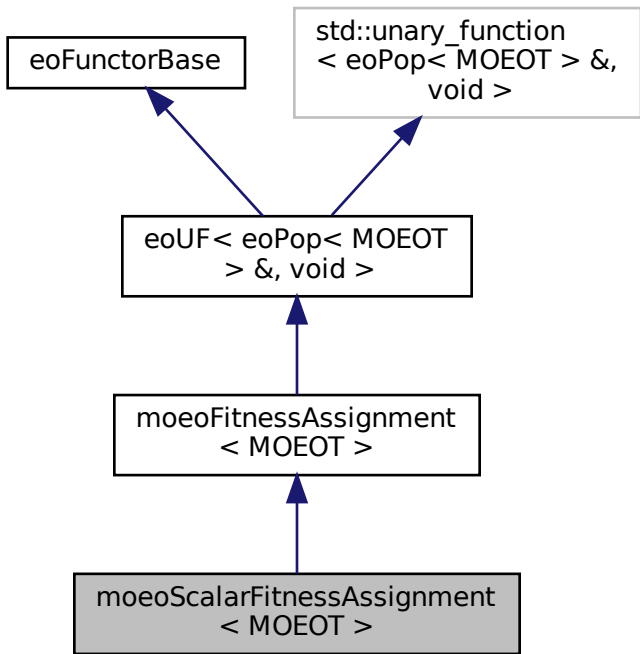 eoFunctorBase
std::unary_function
< eoPop< MOEOT > &,
void >
eoUF< eoPop< MOEOT
> &, void >
moeoFitnessAssignment
< MOEOT >
moeoScalarFitnessAssignment
< MOEOT >